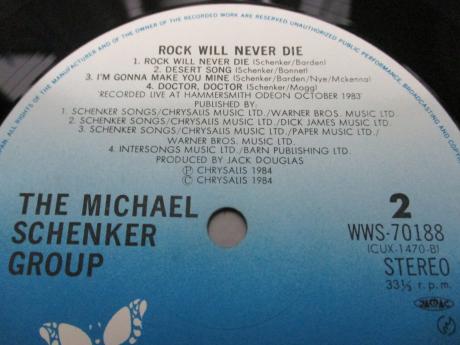 ROCK WILL NEVER DIE
1. ROCK WILL NEVER DIE (Schenker/Barden)
2. DESERT SONG (Schenker/Bonnet)
3. I'M GONNA MAKE YOU MINE (Schenker/Barden/Nye/Mckenna)
4. DOCTOR, DOCTOR (Schenker/Mogg)
'RECORDED LIVE AT HAMMERSMITH ODEON OCTOBER 1983'
PUBLISHED BY:
1. SCHENKER SONGS/CHRYSALIS MUSIC LTD./WARNER BROS. MUSIC LTD.
2. SCHENKER SONGS/CHRYSALIS MUSIC LTD./DICK JAMES MUSIC LTD.
3. SCHENKER SONGS/CHRYSALIS MUSIC LTD./PAPER MUSIC LTD./
WARNER BROS. MUSIC LTD.
4. INTERSONGS MUSIC LTD./BARN PUBLISHING LTD.
PRODUCED BY JACK DOUGLAS
Ⓟ CHRYSALIS 1984
© CHRYSALIS 1984
THE MICHAEL
SCHENKER
GROUP
2
WWS-70188
(CUX-1470-B)
STEREO
33⅓ r.p.m.
ALL RIGHTS OF THE MANUFACTURER AND OF THE OWNER OF THE RECORDED WORK ARE RESERVED. UNAUTHORIZED PUBLIC PERFORMANCE, BROADCASTING AND COPYING